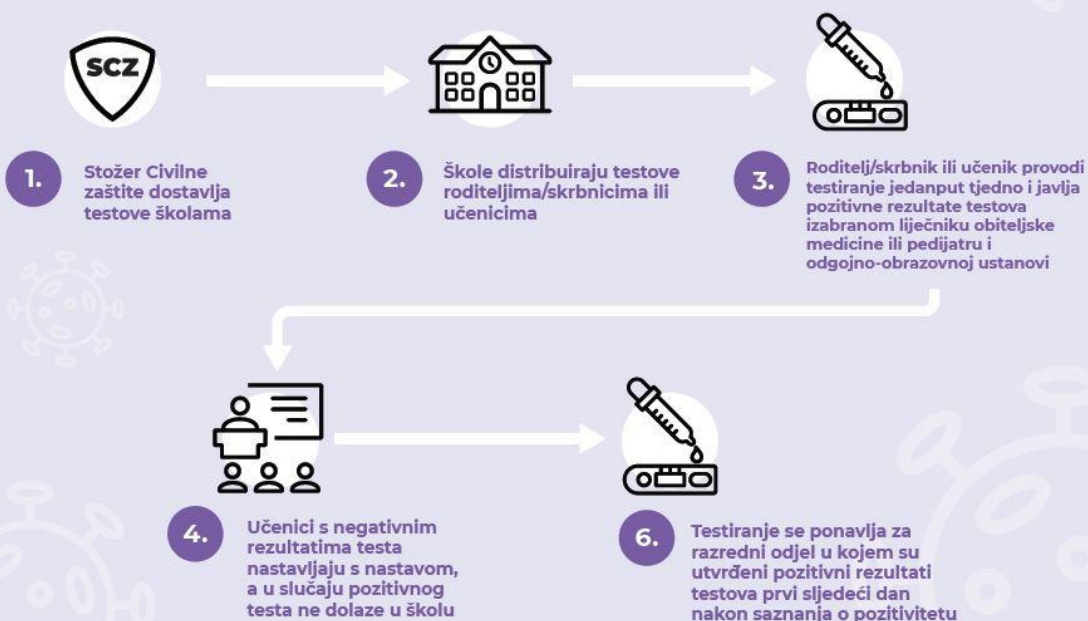 SCZ
1.
Stožer Civilne
zaštite dostavlja
testove školama
2.
Škole distribuiraju testove
roditeljima/skrbnicima ili
učenicima
3.
Roditelj/skrbnik ili učenik provodi
testiranje jedanput tjedno i javlja
pozitivne rezultate testova
izabranom liječniku obiteljske
medicine ili pedijatru i
odgojno-obrazovnoj ustanovi
4.
Učenici s negativnim
rezultatima testa
nastavljaju s nastavom,
a u slučaju pozitivnog
testa ne dolaze u školu
6.
Testiranje se ponavlja za
razredni odjel u kojem su
utvrđeni pozitivni rezultati
testova prvi sljedeći dan
nakon saznanja o pozitivitetu